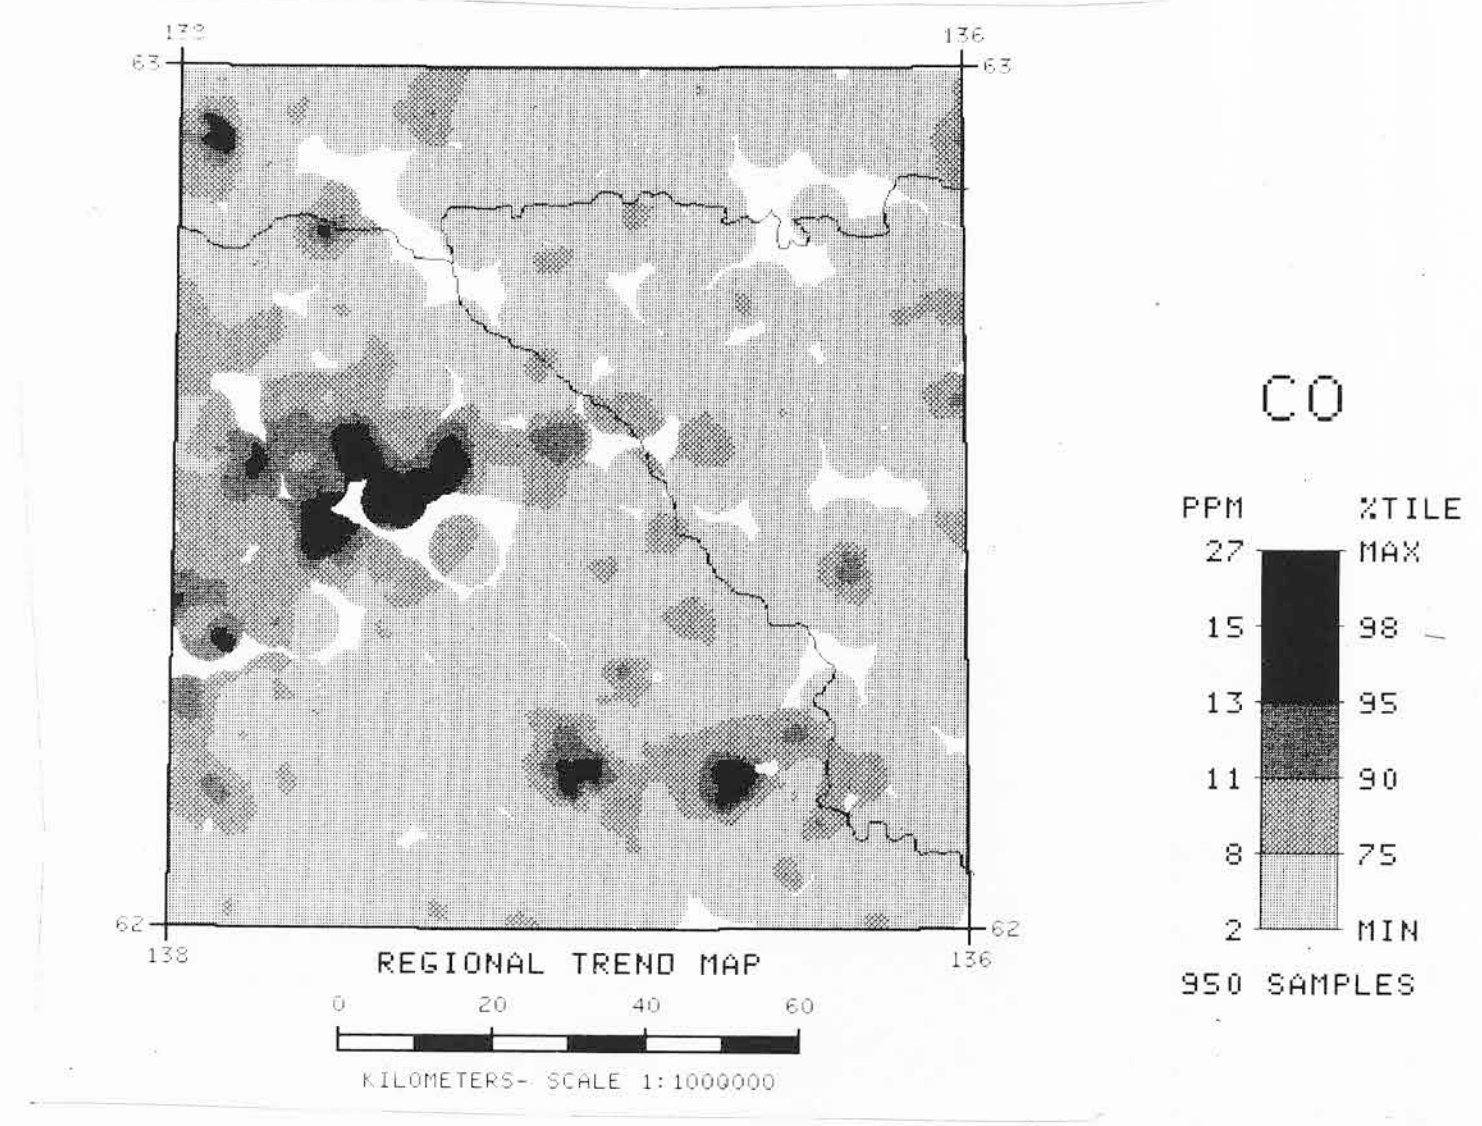 138 136
63 63
CO
PPM %TILE
27 MAX
15 98
13 95
11 90
8 75
2 MIN
62 62
138 136
REGIONAL TREND MAP
950 SAMPLES
0 20 40 60
KILOMETERS- SCALE 1:1000000